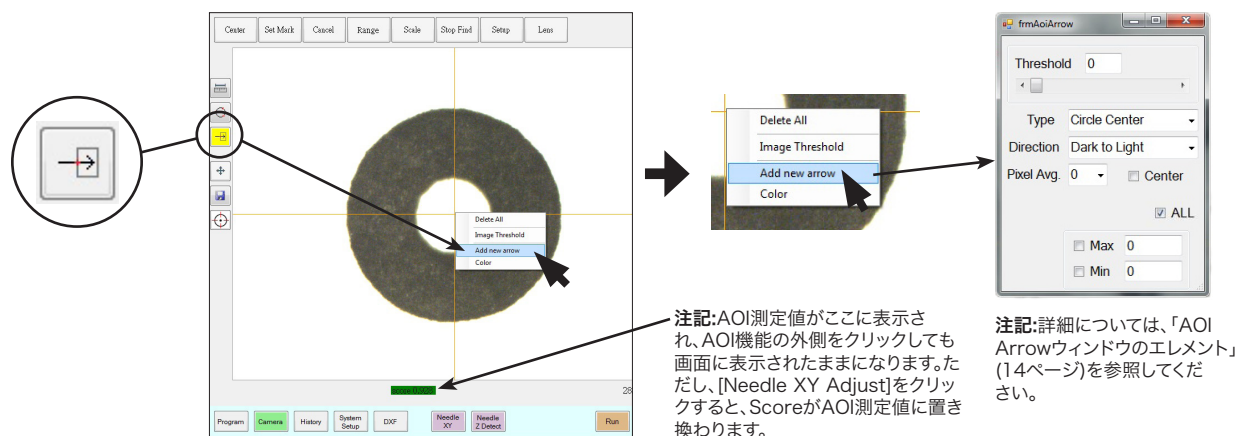 Center Set Mark Cancel Range Scale Stop Find Setup Lens
Delete All
Image Threshold
Add new arrow
Color
28
Program Camera History System Setup DXF Needle XY Needle Z Detect Run
Delete All
Image Threshold
Add new arrow
Color
注記:AOI測定値がここに表示さ
れ、AOI機能の外側をクリックしても
画面に表示されたままになります。た
だし、[Needle XY Adjust]をクリッ
クすると、ScoreがAOI測定値に置き
換わります。
frmAoiArrow
Threshold 0
Type Circle Center
Direction Dark to Light
Pixel Avg. 0 Center
ALL
Max 0
Min 0
注記:詳細については、「AOI
Arrowウィンドウのエレメント」
(14ページ)を参照してくだ
さい。